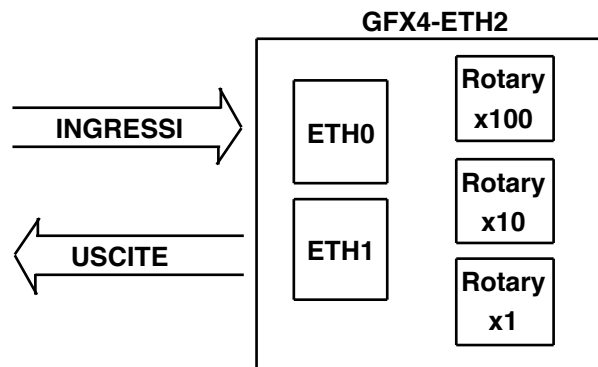 GFX4-ETH2
INGRESSI
USCITE
ETH0
ETH1
Rotary
x100
Rotary
x10
Rotary
x1